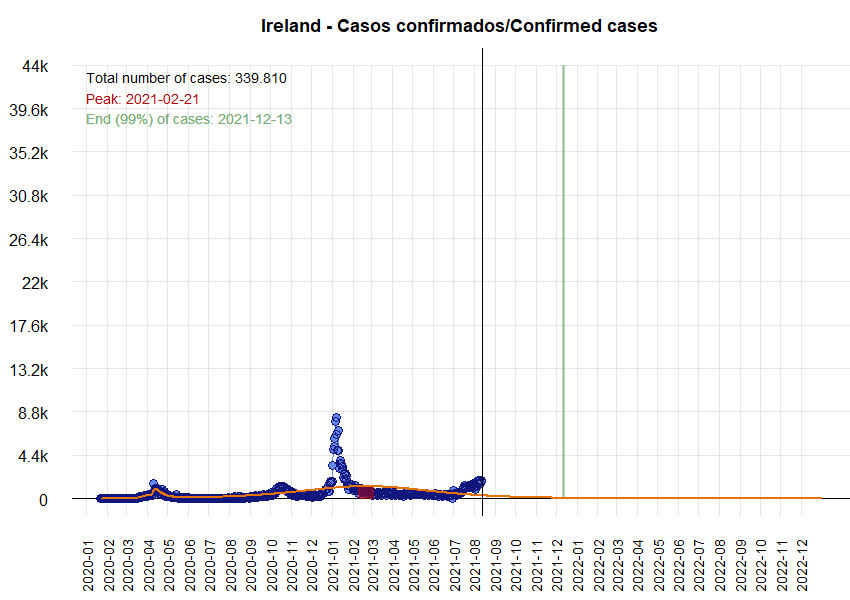 Ireland - Casos confirmados/Confirmed cases
44k
Total number of cases: 339.810
Peak: 2021-02-21
39.6k
End (99%) of cases: 2021-12-13
35.2k
30.8k
26.4k
22k
17.6k
13.2k
8.8k
4.4k
0
2020-01
2020-02
2020-03
2020-04
2020-05
2020-06
2020-07
2020-08
2020-09
2020-10
2020-11
2020-12
2021-01
2021-02
2021-03
2021-04
2021-05
2021-06
2021-07
2021-08
2021-09
2021-10
2021-11
2021-12
2022-01
2022-02
2022-03
2022-04
2022-05
2022-06
2022-07
2022-08
2022-09
2022-10
2022-11
2022-12